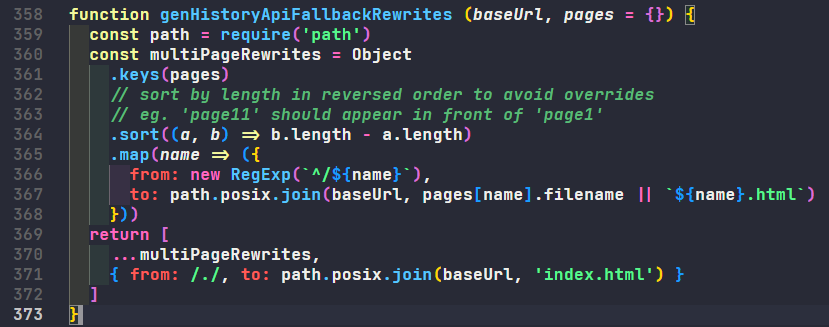 358 function genHistoryApiFallbackRewrites (baseUrl, pages = {}) {
359   const path = require('path')
360   const multiPageRewrites = Object
361     .keys(pages)
362     // sort by length in reversed order to avoid overrides
363     // eg. 'page11' should appear in front of 'page1'
364     .sort((a, b) => b.length - a.length)
365     .map(name => ({
366       from: new RegExp(`^/${name}`),
367       to: path.posix.join(baseUrl, pages[name].filename || `${name}.html`)
368     }))
369   return [
370     ...multiPageRewrites,
371     { from: /./, to: path.posix.join(baseUrl, 'index.html') }
372   ]
373 }